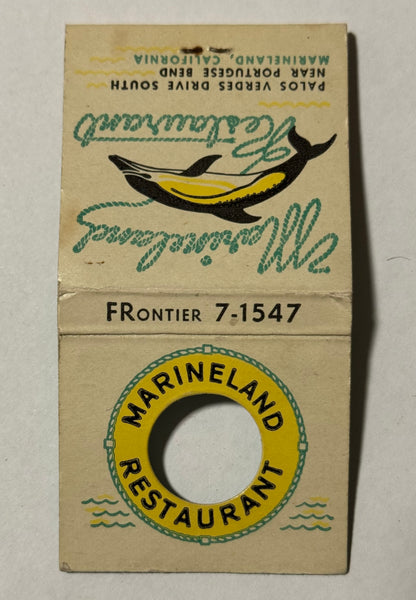 PALOS VERDES DRIVE SOUTH
NEAR PORTUGESE BEND
MARINELAND, CALIFORNIA
Marineland
Restaurant
FRONTIER 7-1547
MARINELAND
RESTAURANT